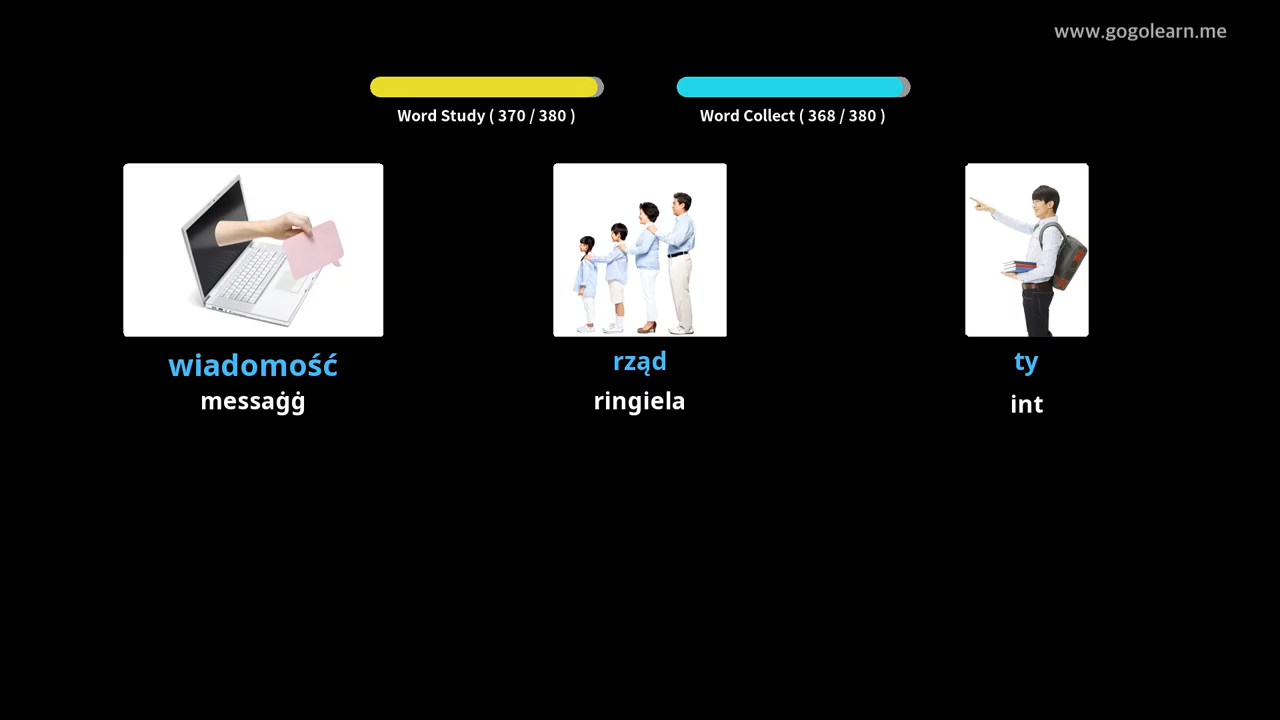 www.gogolearn.me
Word Study ( 370 / 380 )
Word Collect ( 368 / 380 )
wiadomość
messaġġ
rząd
ringiela
ty
int